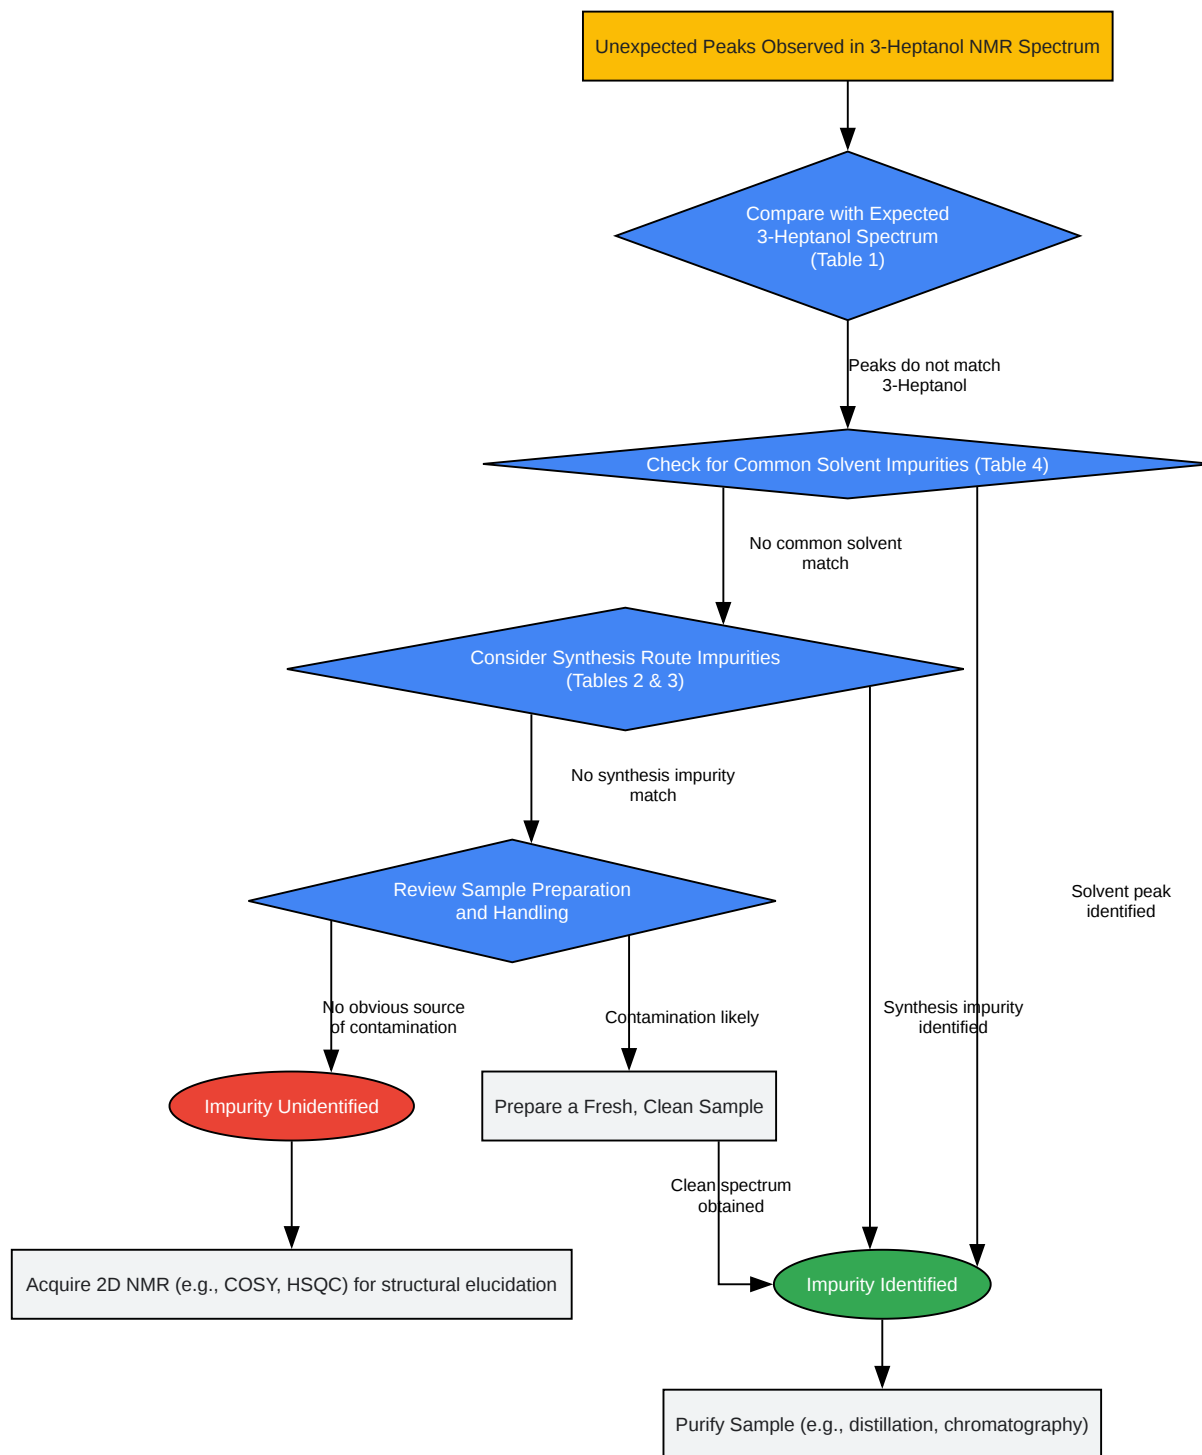 Unexpected Peaks Observed in 3-Heptanol NMR Spectrum
Compare with Expected
3-Heptanol Spectrum
(Table 1)
Peaks do not match
3-Heptanol
Check for Common Solvent Impurities (Table 4)
No common solvent
match
Consider Synthesis Route Impurities
(Tables 2 & 3)
No synthesis impurity
match
Review Sample Preparation
and Handling
Solvent peak
identified
No obvious source
of contamination
Contamination likely
Synthesis impurity
identified
Impurity Unidentified
Prepare a Fresh, Clean Sample
Clean spectrum
obtained
Acquire 2D NMR (e.g., COSY, HSQC) for structural elucidation
Impurity Identified
Purify Sample (e.g., distillation, chromatography)